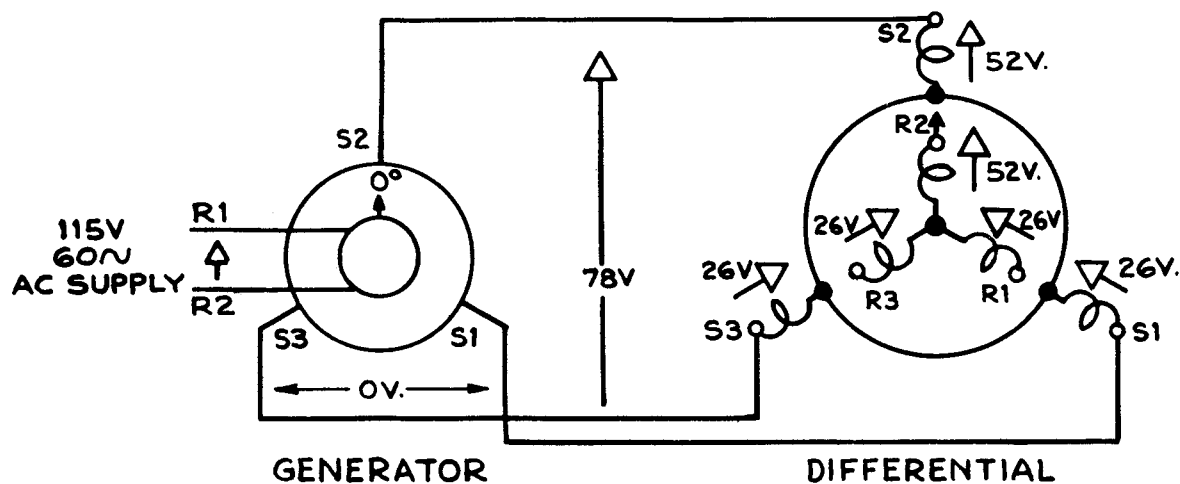 S2
52V.
S2
R2
0°
52V.
R1
115V
60~
AC SUPPLY
R2
26V
26V
78V
26V
26V.
R3
R1
S3
S1
S3
S1
0V.
GENERATOR
DIFFERENTIAL